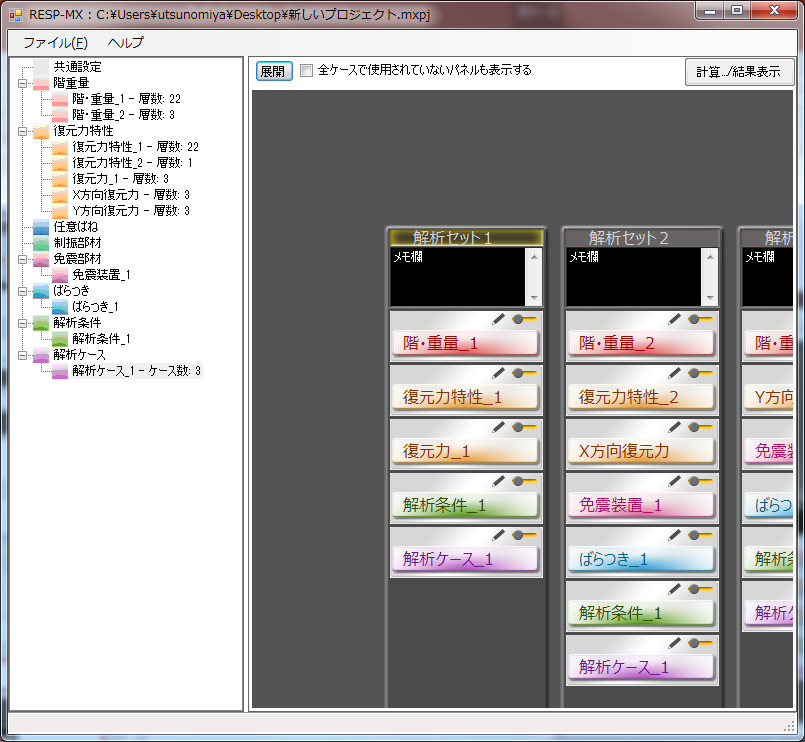 RESP-MX : C:¥Users¥utsunomiya¥Desktop¥新しいプロジェクト.mxpj
ファイル(F) ヘルプ
共通設定
階重量
階・重量_1 - 層数: 22
階・重量_2 - 層数: 3
復元力特性
復元力特性_1 - 層数: 22
復元力特性_2 - 層数: 1
復元力_1 - 層数: 3
X方向復元力 - 層数: 3
Y方向復元力 - 層数: 3
任意ばね
制振部材
免震部材
免震装置_1
ばらつき
ばらつき_1
解析条件
解析条件_1
解析ケース
解析ケース_1 - ケース数: 3
展開 全ケースで使用されていないパネルも表示する 計算../結果表示
解析セット1
メモ欄
階・重量_1
復元力特性_1
復元力_1
解析条件_1
解析ケース_1
解析セット2
メモ欄
階・重量_2
復元力特性_2
X方向復元力
免震装置_1
ばらつき_1
解析条件_1
解析ケース_1
解析
メモ欄
階・重
Y方向
免震
ばらつ
解析
解析